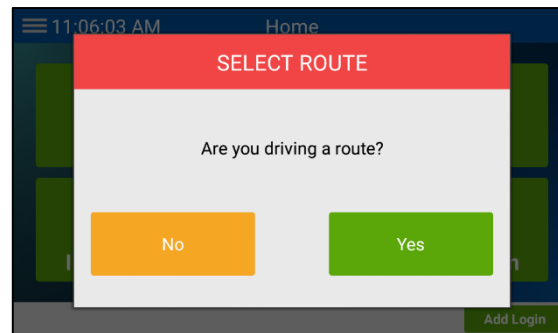 11:06:03 AM Home
SELECT ROUTE
Are you driving a route?
No Yes
Add Login